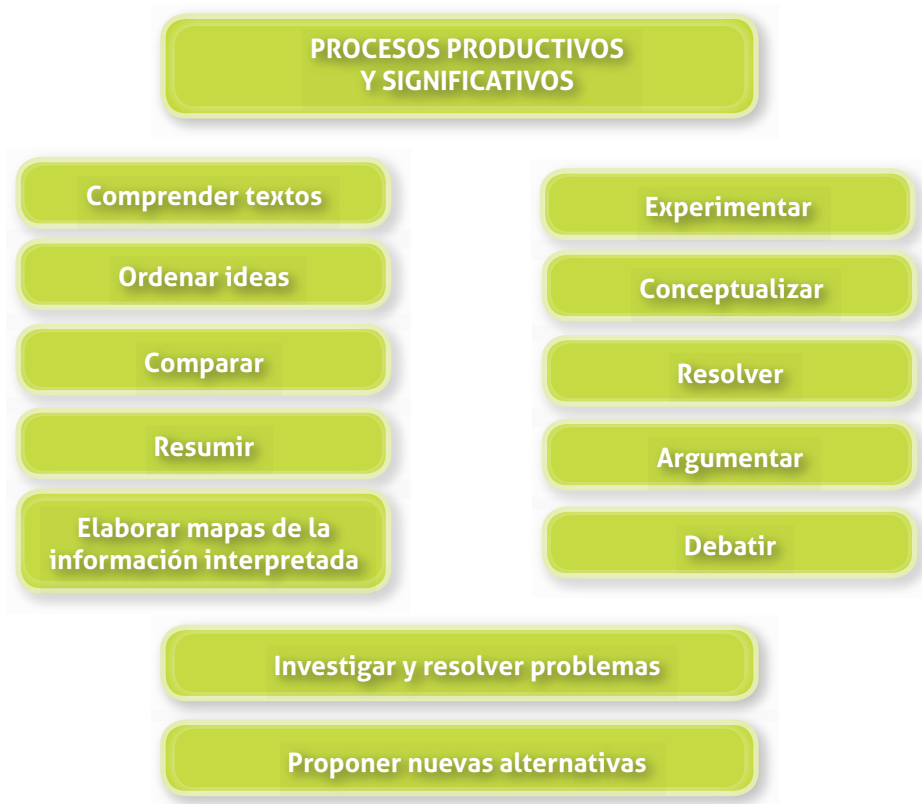 PROCESOS PRODUCTIVOS
Y SIGNIFICATIVOS
Comprender textos
Ordenar ideas
Comparar
Resumir
Elaborar mapas de la
información interpretada
Experimentar
Conceptualizar
Resolver
Argumentar
Debatir
Investigar y resolver problemas
Proponer nuevas alternativas